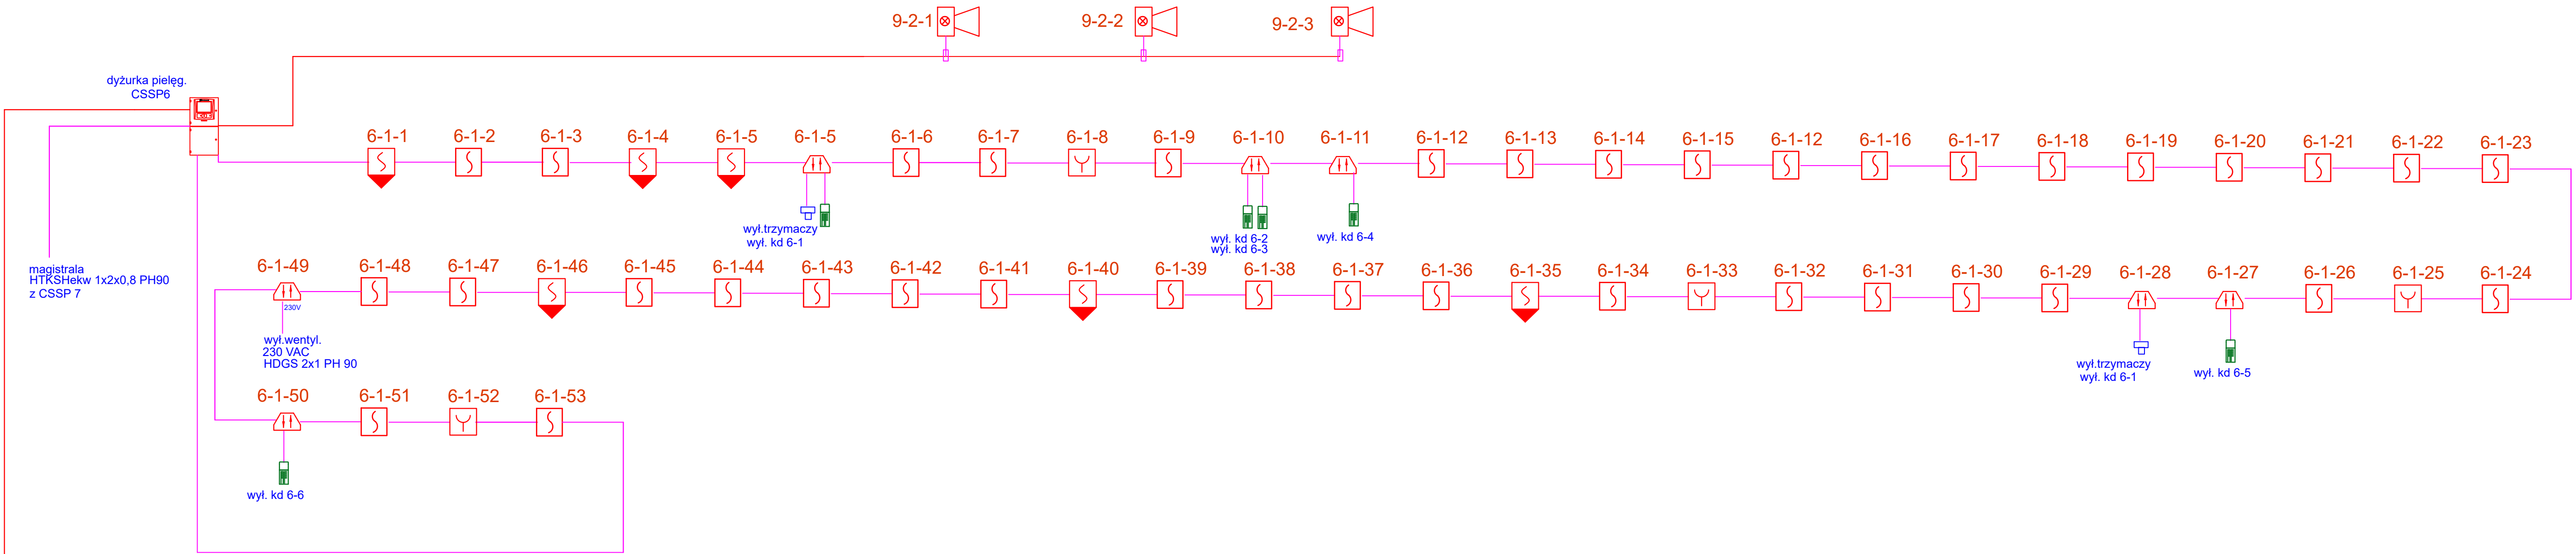 9-2-1 9-2-2 9-2-3
dyżurka pielęg.
CSSP6
6-1-1 6-1-2 6-1-3 6-1-4 6-1-5 6-1-5 6-1-6 6-1-7 6-1-8 6-1-9 6-1-10 6-1-11 6-1-12 6-1-13 6-1-14 6-1-15 6-1-12 6-1-16 6-1-17 6-1-18 6-1-19 6-1-20 6-1-21 6-1-22 6-1-23
wył.trzymaczy
wył. kd 6-1
wył. kd 6-2
wył. kd 6-3
wył. kd 6-4
magistrala
HTKSHekw 1x2x0,8 PH90
z CSSP 7
6-1-49 6-1-48 6-1-47 6-1-46 6-1-45 6-1-44 6-1-43 6-1-42 6-1-41 6-1-40 6-1-39 6-1-38 6-1-37 6-1-36 6-1-35 6-1-34 6-1-33 6-1-32 6-1-31 6-1-30 6-1-29 6-1-28 6-1-27 6-1-26 6-1-25 6-1-24
230V
wył.wentyl.
230 VAC
HDGS 2x1 PH 90
wył.trzymaczy
wył. kd 6-1
wył. kd 6-5
6-1-50 6-1-51 6-1-52 6-1-53
wył. kd 6-6